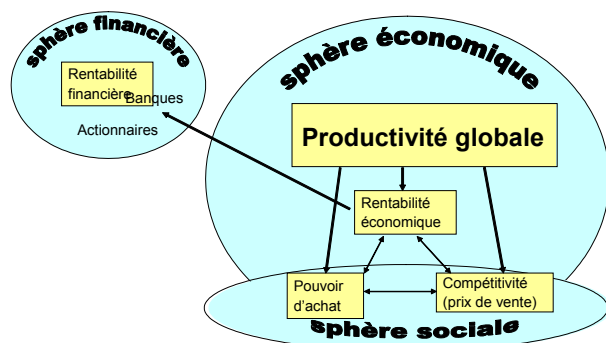 sphère financière
Rentabilité
financière
Banques
Actionnaires
sphère économique
Productivité globale
Rentabilité
économique
Pouvoir
d'achat
Compétitivité
(prix de vente)
sphère sociale